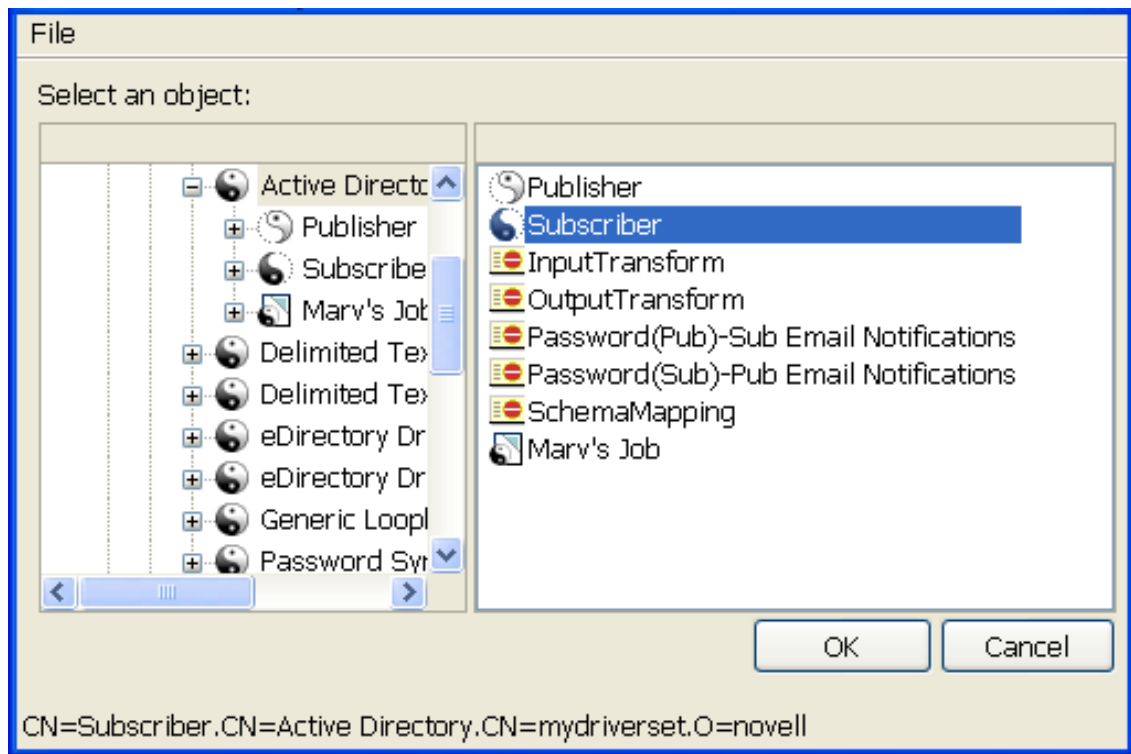 File
Select an object:
Active Directc
Publisher
Subscribe
Marv's Job
Delimited Tex
Delimited Tex
eDirectory Dr
eDirectory Dr
Generic Loopl
Password Syr
Publisher
Subscriber
InputTransform
OutputTransform
Password(Pub)-Sub Email Notifications
Password(Sub)-Pub Email Notifications
SchemaMapping
Marv's Job
OK
Cancel
CN=Subscriber.CN=Active Directory.CN=mydriverset.O=novell